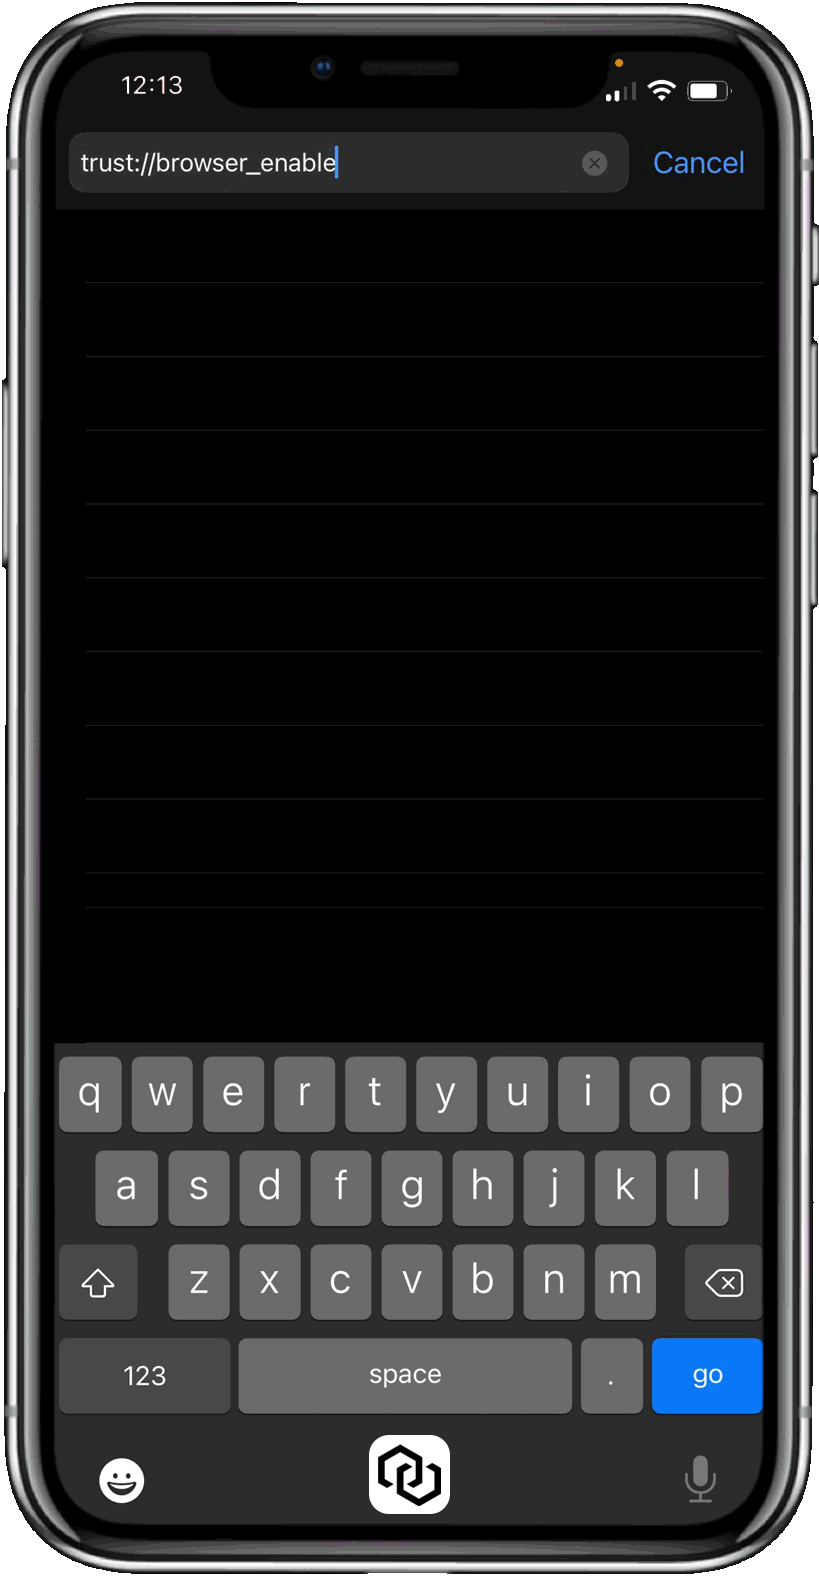 12:13
trust://browser_enable Cancel
q w e r t y u i o p
a s d f g h j k l
z x c v b n m
123 space . go